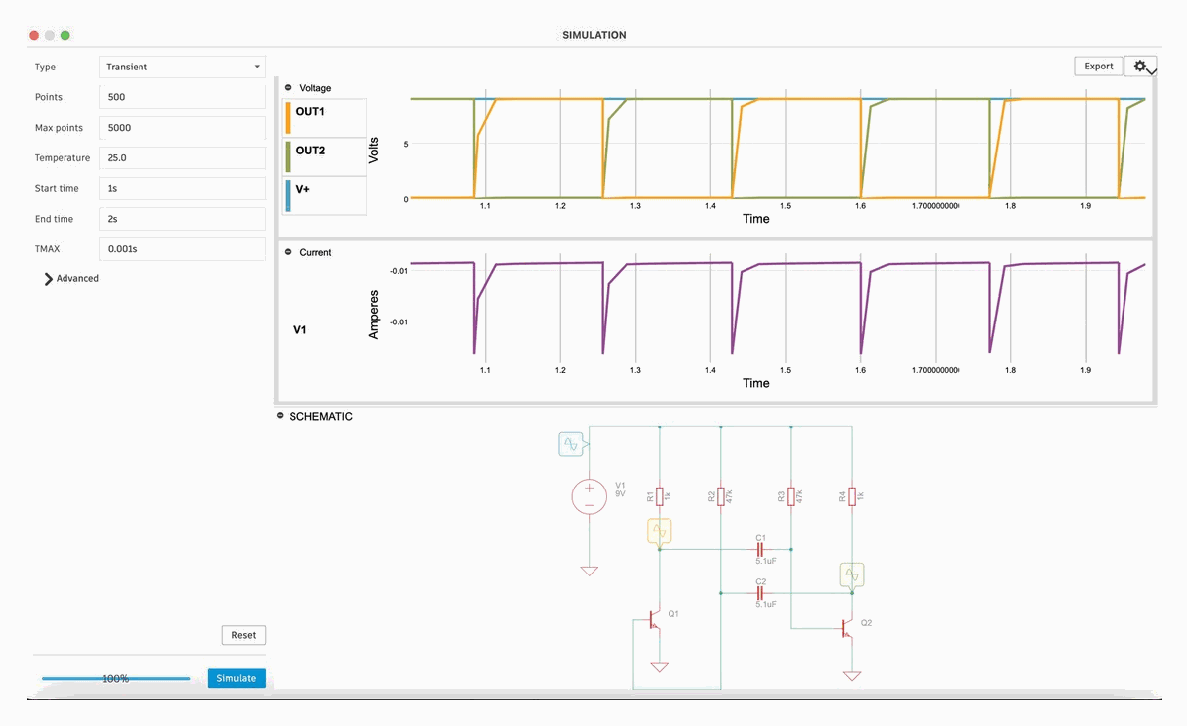 SIMULATION
Type Transient
Export
Points 500
Max points 5000
Temperature 25.0
Start time 1s
End time 2s
TMAX 0.001s
Advanced
Voltage
OUT1
OUT2
V+
Volts
5
0
1.1 1.2 1.3 1.4 1.5 1.6 1.700000000 1.8 1.9
Time
Current
V1
Amperes
-0.01
-0.01
1.1 1.2 1.3 1.4 1.5 1.6 1.700000000 1.8 1.9
Time
SCHEMATIC
V1
9V
R1 1k
R2 47k
R3 47k
R4 1k
C1
5.1uF
C2
5.1uF
Q1
Q2
Reset
100%
Simulate